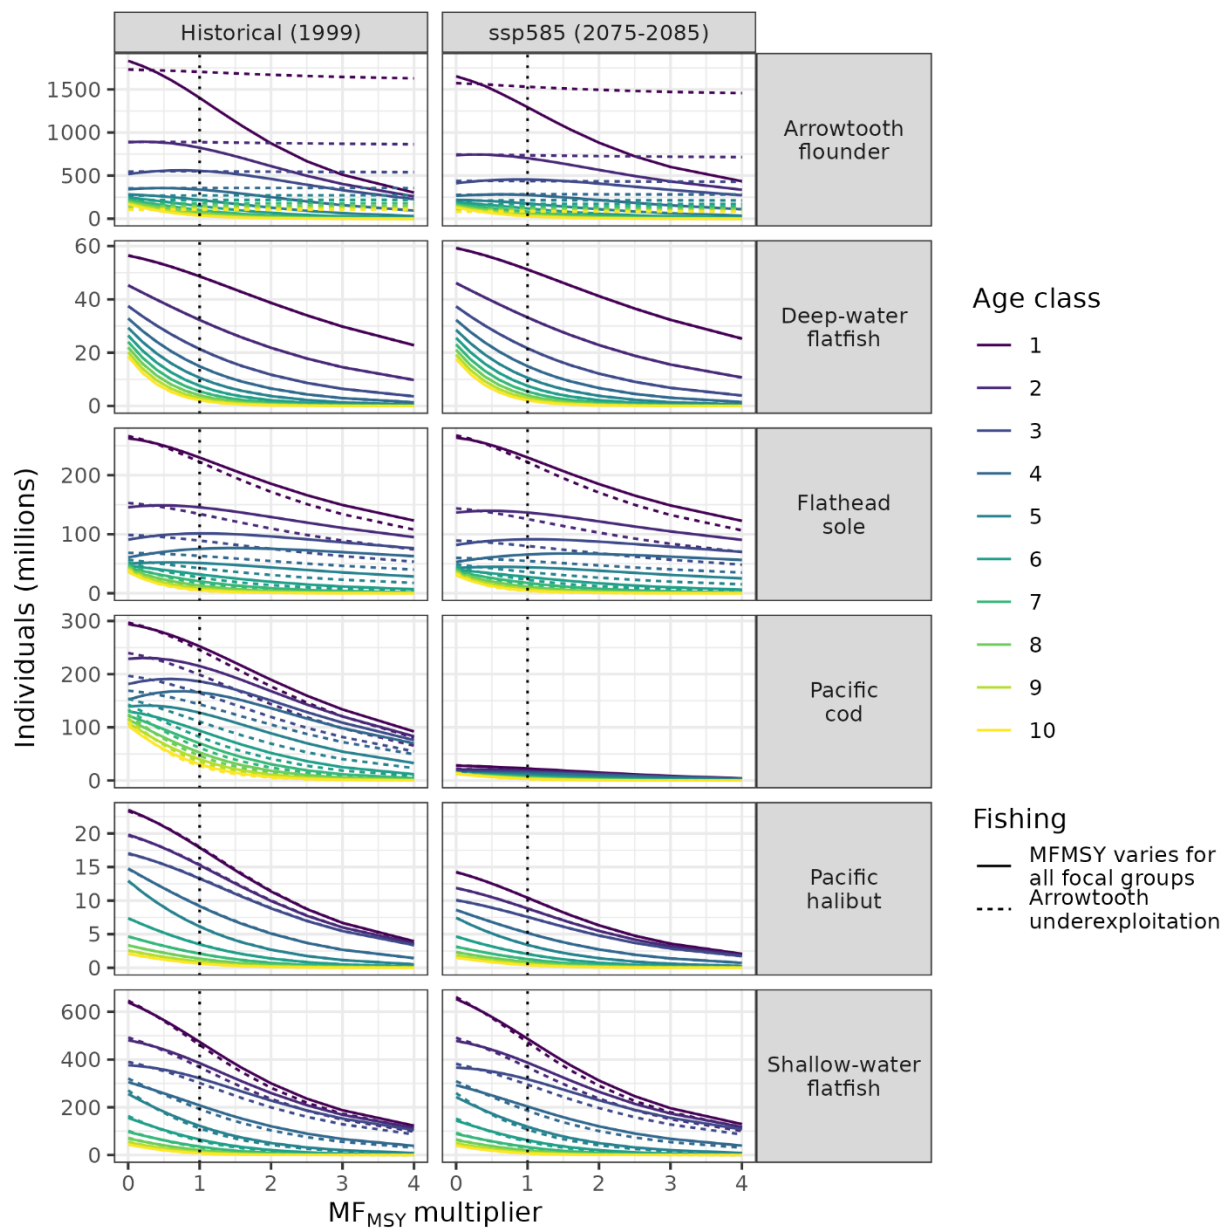 Historical (1999)
ssp585 (2075-2085)
1500
1000
500
0
Arrowtooth
flounder
60
40
20
0
Deep-water
flatfish
200
100
0
Flathead
sole
300
200
100
0
Pacific
cod
20
15
10
5
0
Pacific
halibut
600
400
200
0
Shallow-water
flatfish
0 1 2 3 4
0 1 2 3 4
MFMSY multiplier
Individuals (millions)
Age class
1
2
3
4
5
6
7
8
9
10
Fishing
MFMSY varies for
all focal groups
Arrowtooth
underexploitation